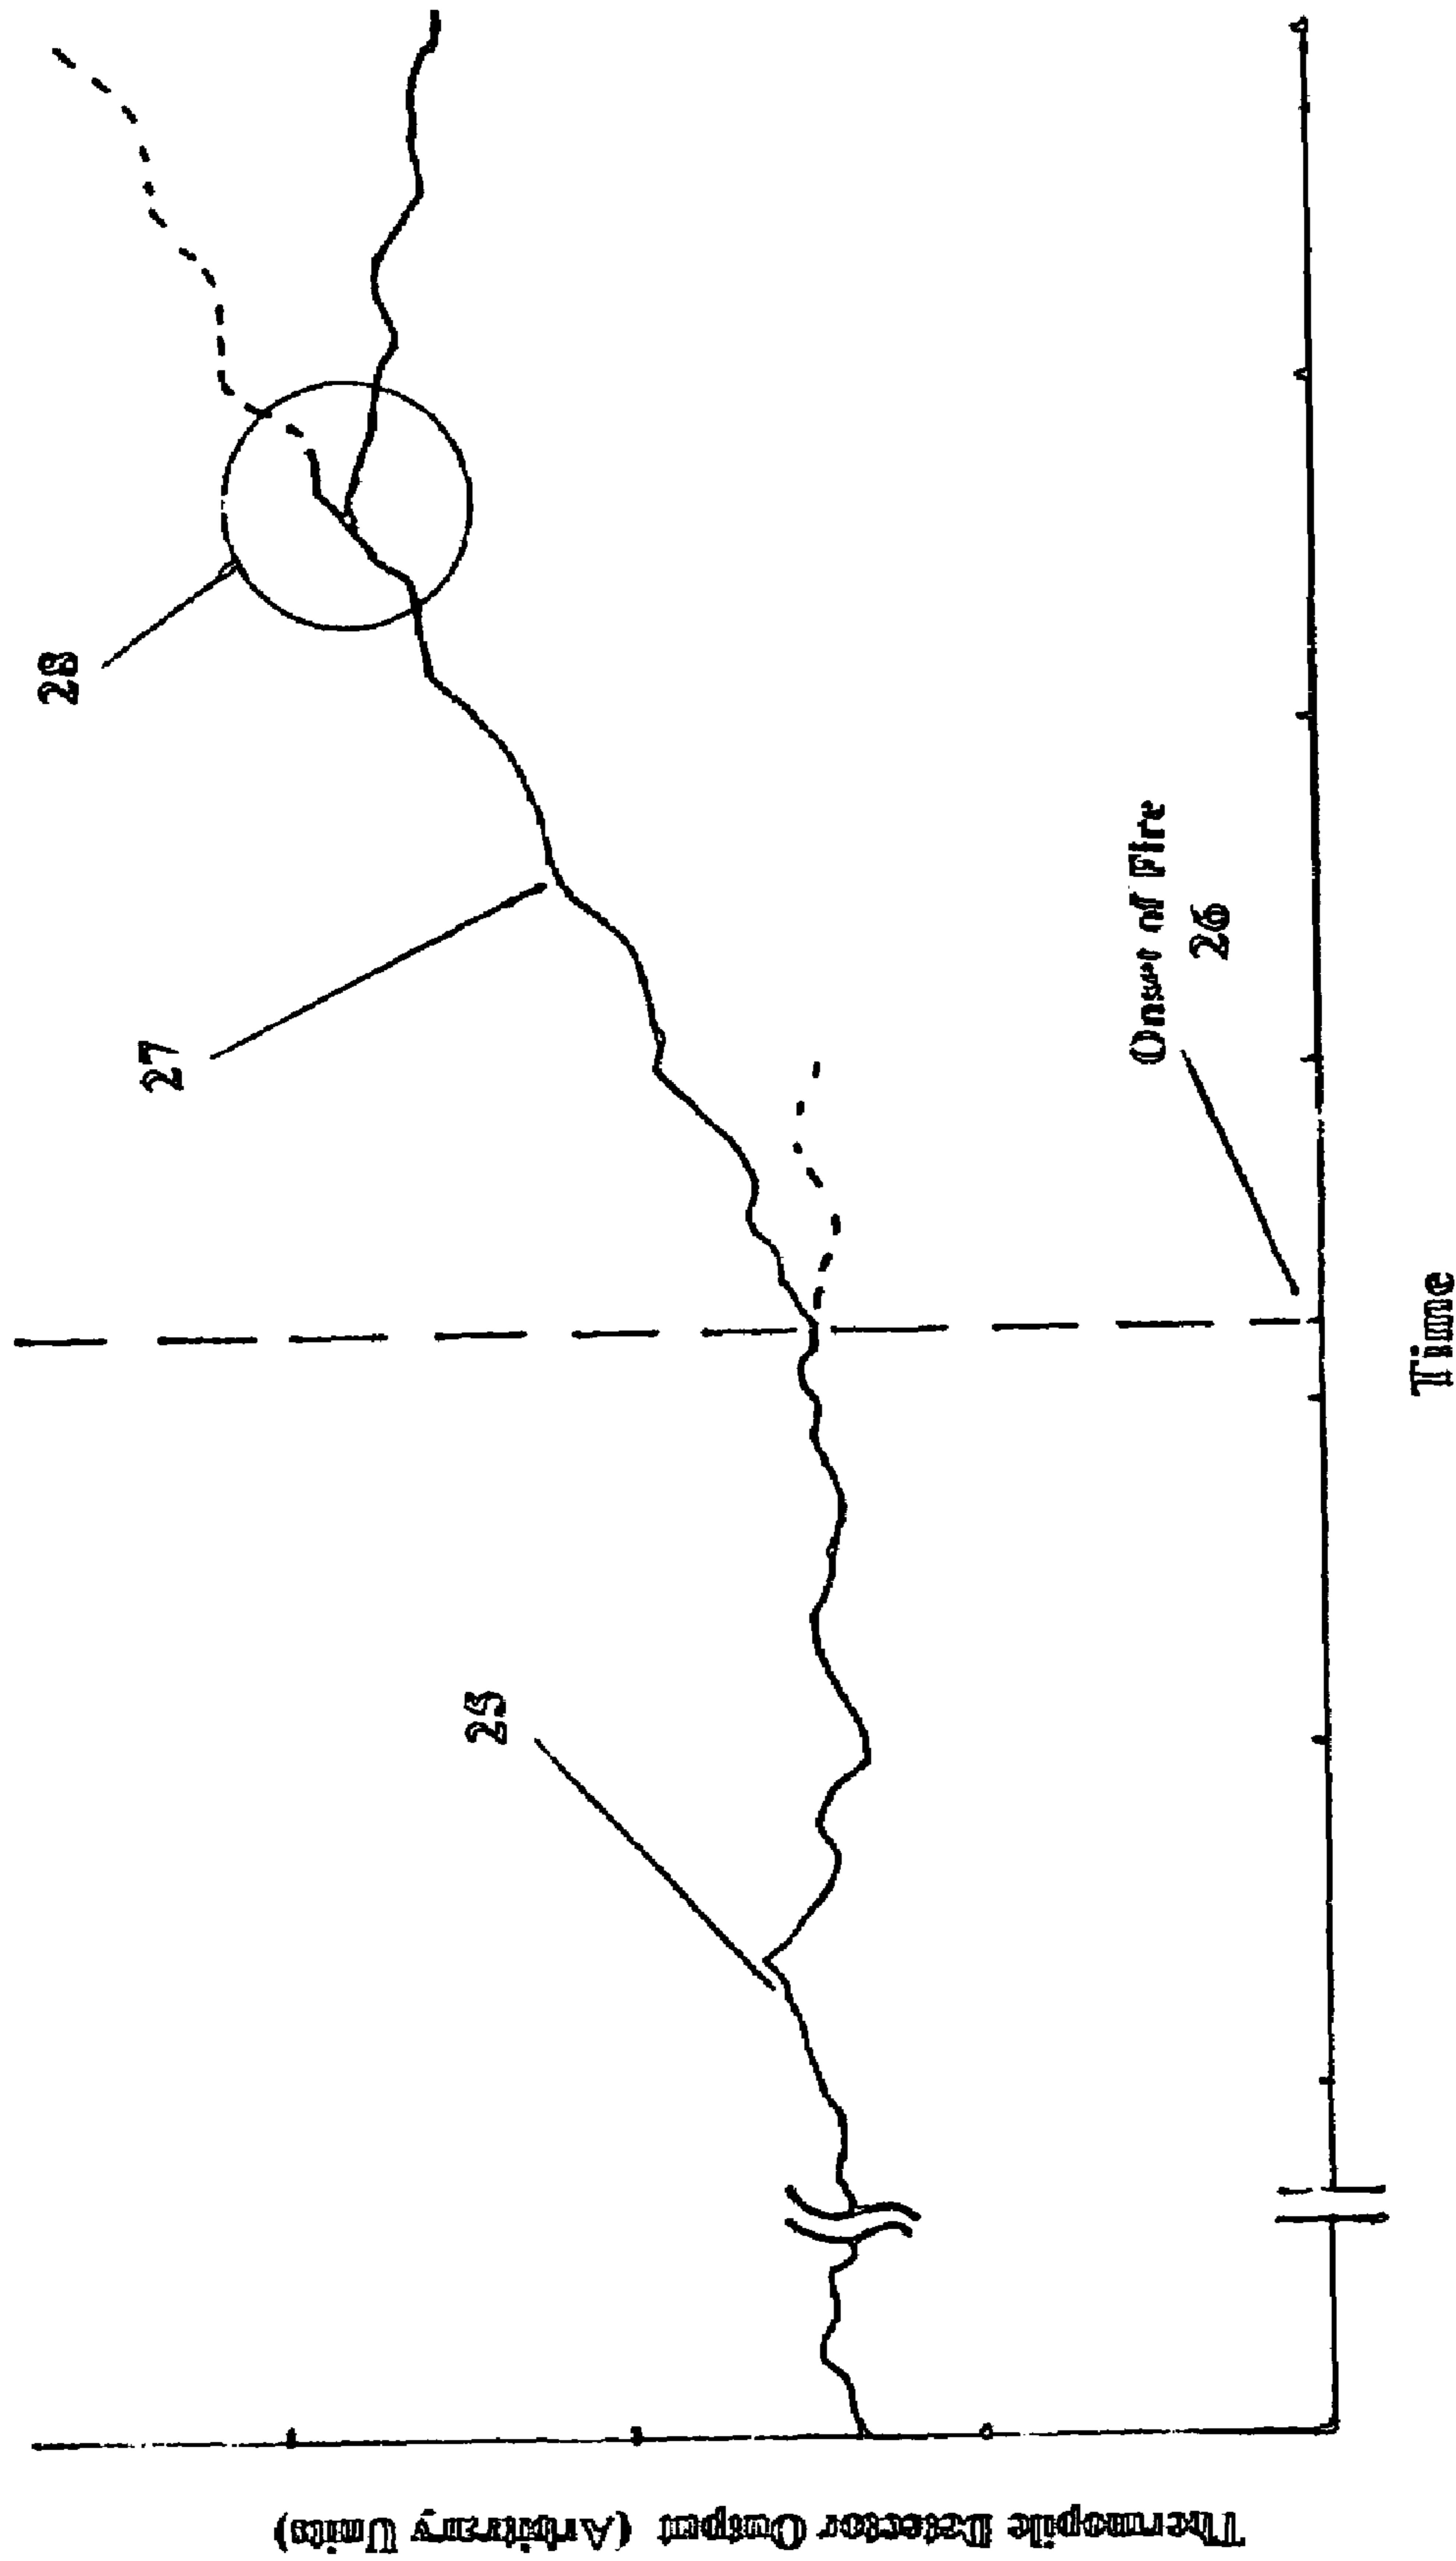 28
27
25
Onset of Fire
26
Time
Thermopile Detector Output (Arbitrary Units)